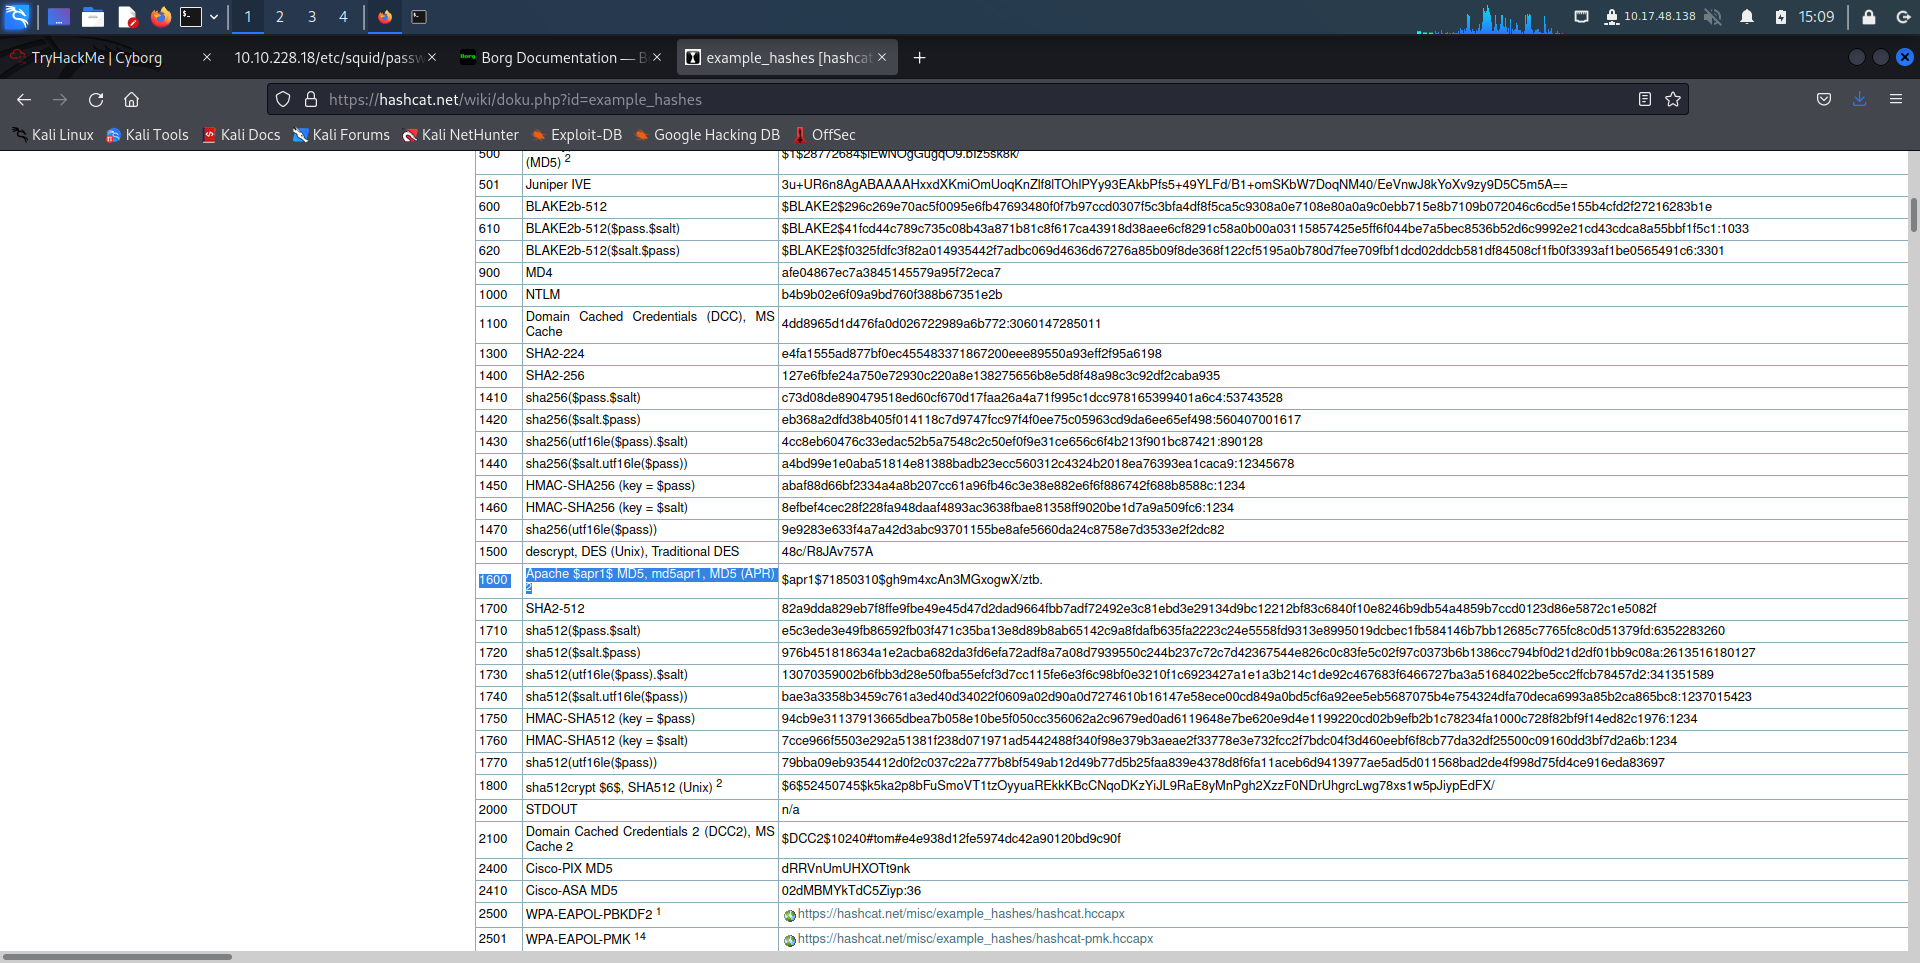 1 2 3 4 10.17.48.138 15:09
TryHackMe | Cyborg
10.10.228.18/etc/squid/passw
Borg Documentation — B
example_hashes [hashcat
https://hashcat.net/wiki/doku.php?id=example_hashes
Kali Linux Kali Tools Kali Docs Kali Forums Kali NetHunter Exploit-DB Google Hacking DB OffSec
500 (MD5) 2 $1$28772684$iEwNOgGugqO9.bIz5sk8k/
501 Juniper IVE 3u+UR6n8AgABAAAAHxxdXKmiOmUoqKnZlf8lTOhlPYy93EAkbPfs5+49YLFd/B1+omSKbW7DoqNM40/EeVnwJ8kYoXv9zy9D5C5m5A==
600 BLAKE2b-512 $BLAKE2$296c269e70ac5f0095e6fb47693480f0f7b97ccd0307f5c3bfa4df8f5ca5c9308a0e7108e80a0a9c0ebb715e8b7109b072046c6cd5e155b4cfd2f27216283b1e
610 BLAKE2b-512($pass.$salt) $BLAKE2$41fcd44c789c735c08b43a871b81c8f617ca43918d38aee6cf8291c58a0b00a03115857425e5ff6f044be7a5bec8536b52d6c9992e21cd43cdca8a55bbf1f5c1:1033
620 BLAKE2b-512($salt.$pass) $BLAKE2$f0325fdfc3f82a014935442f7adbc069d4636d67276a85b09f8de368f122cf5195a0b780d7fee709fbf1dcd02ddcb581df84508cf1fb0f3393af1be0565491c6:3301
900 MD4 afe04867ec7a3845145579a95f72eca7
1000 NTLM b4b9b02e6f09a9bd760f388b67351e2b
1100 Domain Cached Credentials (DCC), MS Cache 4dd8965d1d476fa0d026722989a6b772:3060147285011
1300 SHA2-224 e4fa1555ad877bf0ec455483371867200eee89550a93eff2f95a6198
1400 SHA2-256 127e6fbfe24a750e72930c220a8e138275656b8e5d8f48a98c3c92df2caba935
1410 sha256($pass.$salt) c73d08de890479518ed60cf670d17faa26a4a71f995c1dcc978165399401a6c4:53743528
1420 sha256($salt.$pass) eb368a2dfd38b405f014118c7d9747fcc97f4f0ee75c05963cd9da6ee65ef498:560407001617
1430 sha256(utf16le($pass).$salt) 4cc8eb60476c33edac52b5a7548c2c50ef0f9e31ce656c6f4b213f901bc87421:890128
1440 sha256($salt.utf16le($pass)) a4bd99e1e0aba51814e81388badb23ecc560312c4324b2018ea76393ea1caca9:12345678
1450 HMAC-SHA256 (key = $pass) abaf88d66bf2334a4a8b207cc61a96fb46c3e38e882e6f6f886742f688b8588c:1234
1460 HMAC-SHA256 (key = $salt) 8efbef4cec28f228fa948daaf4893ac3638fbae81358ff9020be1d7a9a509fc6:1234
1470 sha256(utf16le($pass)) 9e9283e633f4a7a42d3abc93701155be8afe5660da24c8758e7d3533e2f2dc82
1500 descrypt, DES (Unix), Traditional DES 48c/R8JAv757A
1600 Apache $apr1$ MD5, md5apr1, MD5 (APR) 2 $apr1$71850310$gh9m4xcAn3MGxogwX/ztb.
1700 SHA2-512 82a9dda829eb7f8ffe9fbe49e45d47d2dad9664fbb7adf72492e3c81ebd3e29134d9bc12212bf83c6840f10e8246b9db54a4859b7ccd0123d86e5872c1e5082f
1710 sha512($pass.$salt) e5c3ede3e49fb86592fb03f471c35ba13e8d89b8ab65142c9a8fdafb635fa2223c24e5558fd9313e8995019dcbec1fb584146b7bb12685c7765fc8c0d51379fd:6352283260
1720 sha512($salt.$pass) 976b451818634a1e2acba682da3fd6efa72adf8a7a08d7939550c244b237c72c7d42367544e826c0c83fe5c02f97c0373b6b1386cc794bf0d21d2df01bb9c08a:2613516180127
1730 sha512(utf16le($pass).$salt) 13070359002b6fbb3d28e50fba55efcf3d7cc115fe6e3f6c98bf0e3210f1c6923427a1e1a3b214c1de92c467683f6466727ba3a51684022be5cc2ffcb78457d2:341351589
1740 sha512($salt.utf16le($pass)) bae3a3358b3459c761a3ed40d34022f0609a02d90a0d7274610b16147e58ece00cd849a0bd5cf6a92ee5eb5687075b4e754324dfa70deca6993a85b2ca865bc8:1237015423
1750 HMAC-SHA512 (key = $pass) 94cb9e31137913665dbea7b058e10be5f050cc356062a2c9679ed0ad6119648e7be620e9d4e1199220cd02b9efb2b1c78234fa1000c728f82bf9f14ed82c1976:1234
1760 HMAC-SHA512 (key = $salt) 7cce966f5503e292a51381f238d071971ad5442488f340f98e379b3aeae2f33778e3e732fcc2f7bdc04f3d460eebf6f8cb77da32df25500c09160dd3bf7d2a6b:1234
1770 sha512(utf16le($pass)) 79bba09eb9354412d0f2c037c22a777b8bf549ab12d49b77d5b25faa839e4378d8f6fa11aceb6d9413977ae5ad5d011568bad2de4f998d75fd4ce916eda83697
1800 sha512crypt $6$, SHA512 (Unix) 2 $6$52450745$k5ka2p8bFuSmoVT1tzOyyuaREkkKBcCNqoDKzYiJL9RaE8yMnPgh2XzzF0NDrUhgrcLwg78xs1w5pJiypEdFX/
2000 STDOUT n/a
2100 Domain Cached Credentials 2 (DCC2), MS Cache 2 $DCC2$10240#tom#e4e938d12fe5974dc42a90120bd9c90f
2400 Cisco-PIX MD5 dRRVnUmUHXOTt9nk
2410 Cisco-ASA MD5 02dMBMYkTdC5Ziyp:36
2500 WPA-EAPOL-PBKDF2 1 https://hashcat.net/misc/example_hashes/hashcat.hccapx
2501 WPA-EAPOL-PMK 14 https://hashcat.net/misc/example_hashes/hashcat-pmk.hccapx